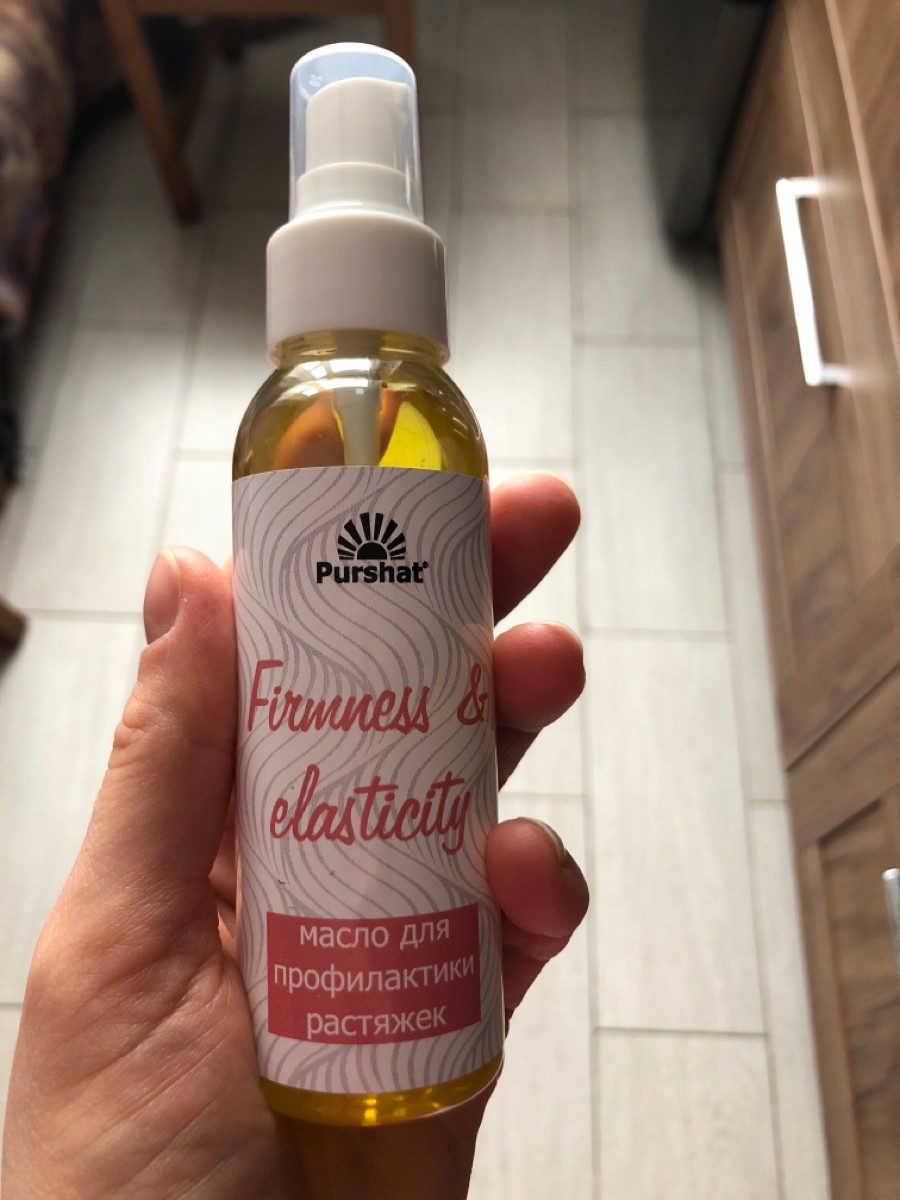 Purshat®
Firmness &
elasticity
масло для
профилактики
растяжек